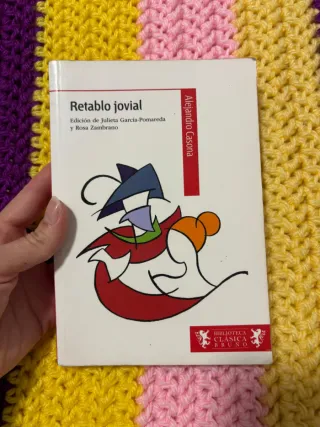 Retablo jovial
Edición de Julieta García-Pomareda
y Rosa Zambrano
Alejandro Casona
BIBLIOTECA
CLÁSICA
BRUÑO